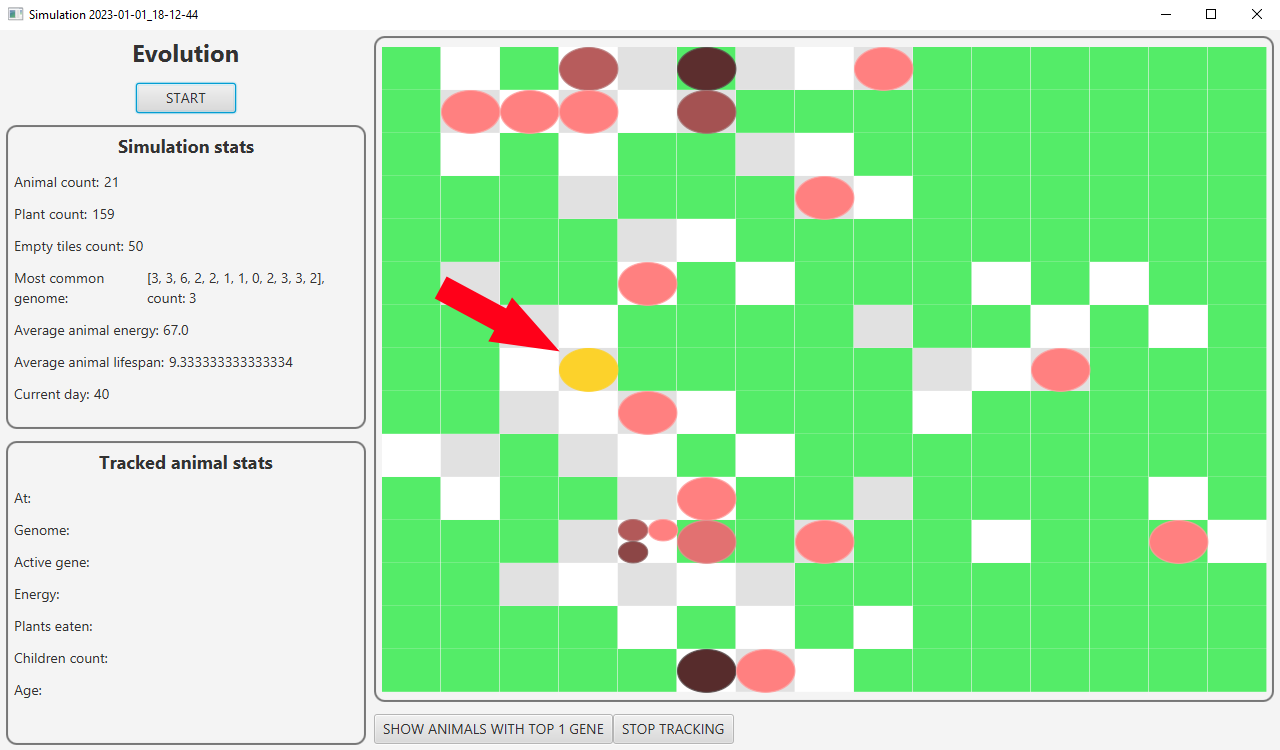 Simulation 2023-01-01_18-12-44
Evolution
START
Simulation stats
Animal count: 21
Plant count: 159
Empty tiles count: 50
Most common genome:
[3, 3, 6, 2, 2, 1, 1, 0, 2, 3, 3, 2], count: 3
Average animal energy: 67.0
Average animal lifespan: 9.333333333333334
Current day: 40
Tracked animal stats
At:
Genome:
Active gene:
Energy:
Plants eaten:
Children count:
Age:
SHOW ANIMALS WITH TOP 1 GENE
STOP TRACKING